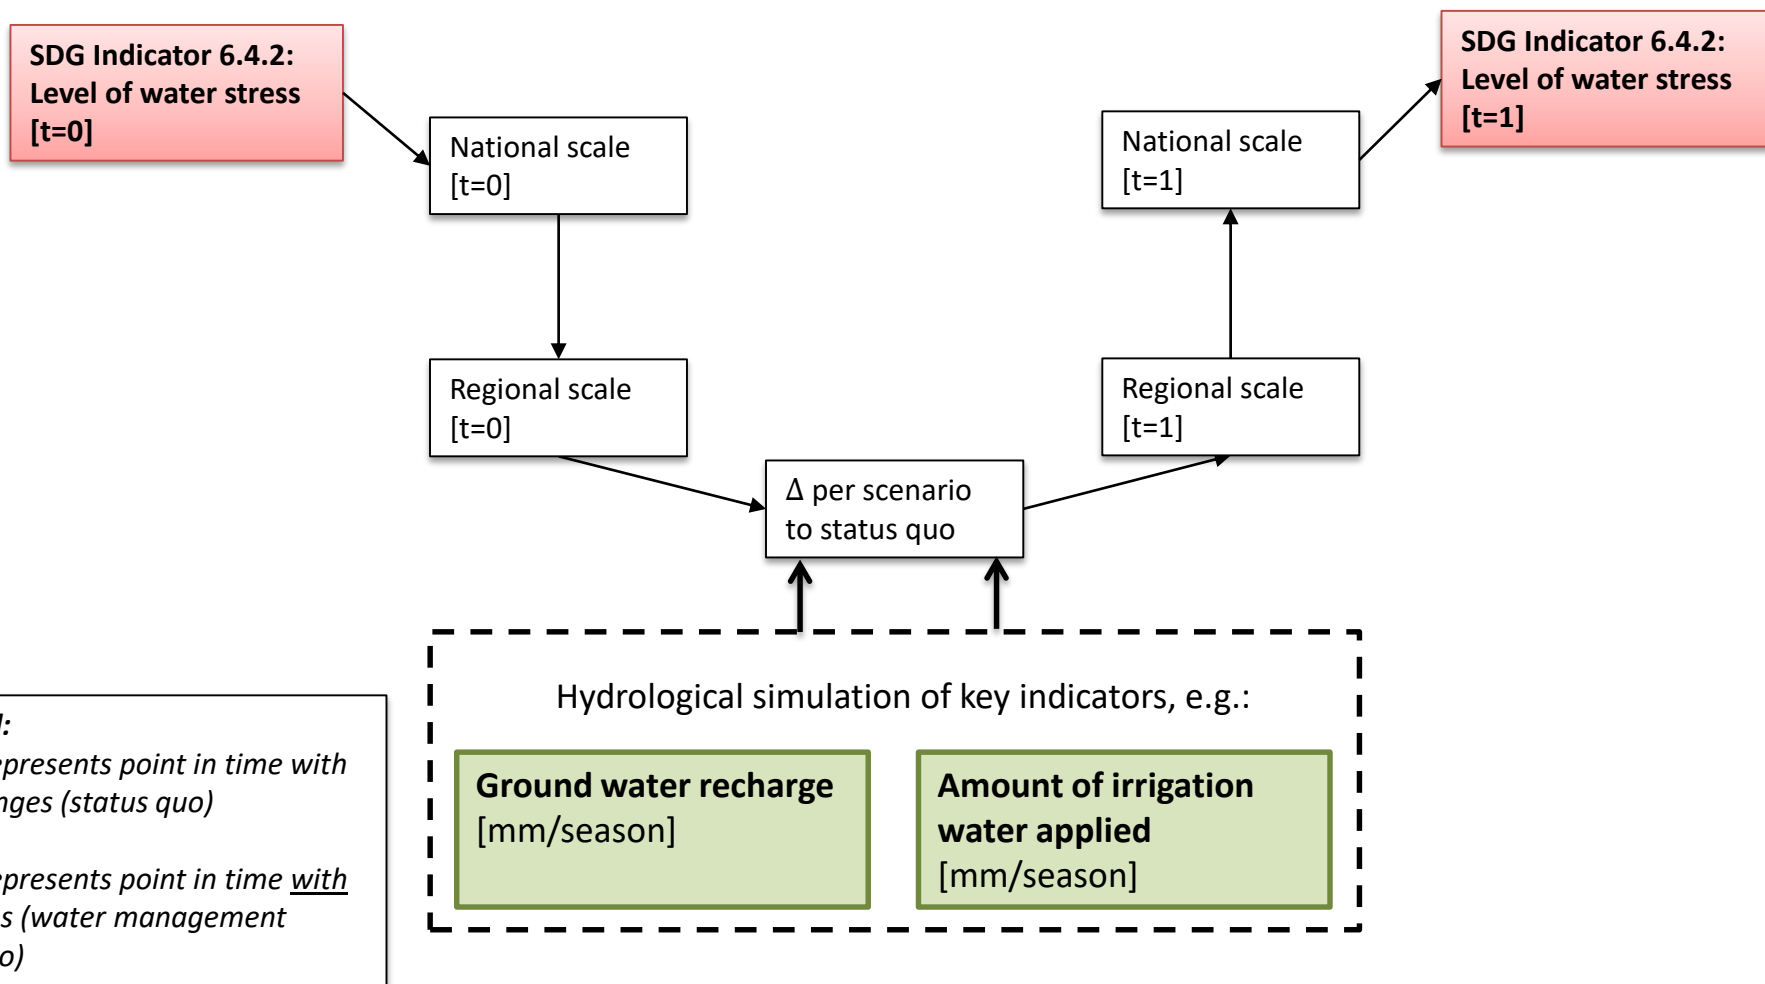 SDG Indicator 6.4.2:
Level of water stress
[t=0]
SDG Indicator 6.4.2:
Level of water stress
[t=1]
National scale
[t=0]
National scale
[t=1]
Regional scale
[t=0]
Regional scale
[t=1]
Δ per scenario
to status quo
Hydrological simulation of key indicators, e.g.:
Ground water recharge
[mm/season]
Amount of irrigation
water applied
[mm/season]
point in time with
(status quo)
point in time with
(water management